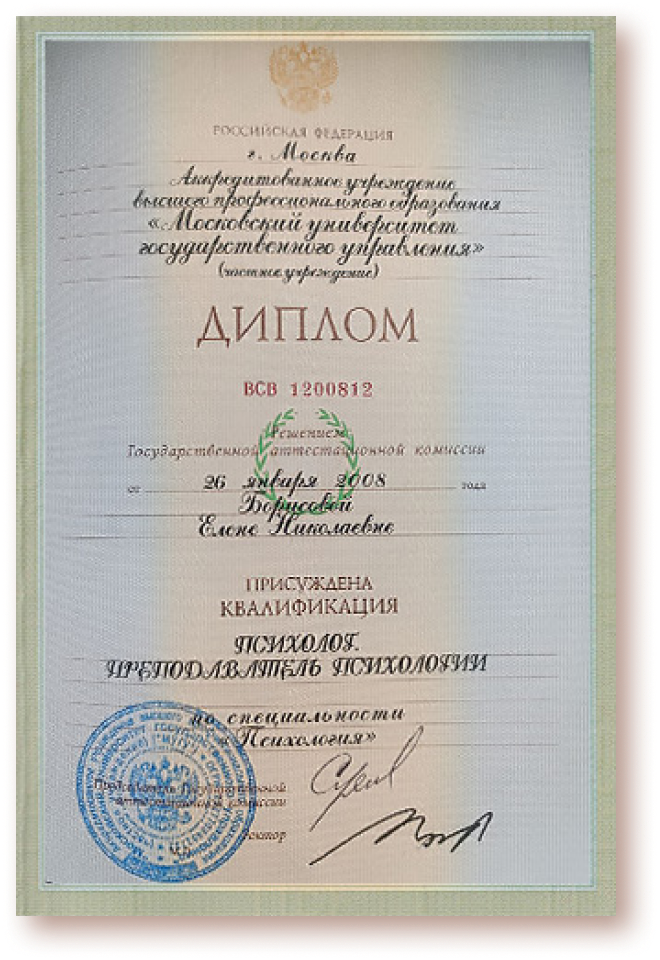 РОССИЙСКАЯ ФЕДЕРАЦИЯ
г. Москва
Аккредитованное учреждение
высшего профессионального образования
«Московский университет
государственного управления»
(частное учреждение)
ДИПЛОМ
ВСВ 1200812
Решением
Государственной аттестационной комиссии
от 26 января 2008 года
Борисовой
Елене Николаевне
ПРИСУЖДЕНА
КВАЛИФИКАЦИЯ
ПСИХОЛОГ.
ПРЕПОДАВАТЕЛЬ ПСИХОЛОГИИ
по специальности
Психология»
Председатель Государственной
аттестационной комиссии
Ректор